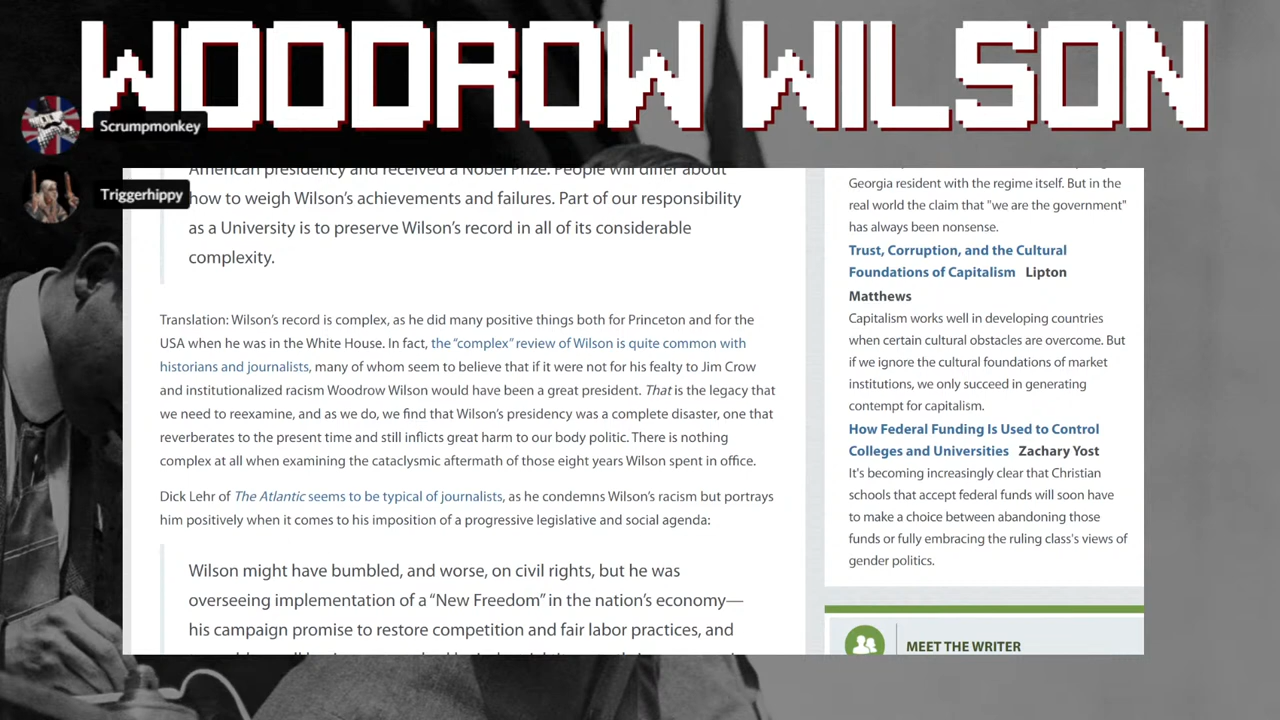 WOODROW WILSON
Scrumpmonkey
Triggerhippy
American presidency and received a Nobel Prize. People will differ about
how to weigh Wilson's achievements and failures. Part of our responsibility
as a University is to preserve Wilson's record in all of its considerable
complexity.
Translation: Wilson's record is complex, as he did many positive things both for Princeton and for the
USA when he was in the White House. In fact, the "complex" review of Wilson is quite common with
historians and journalists, many of whom seem to believe that if it were not for his fealty to Jim Crow
and institutionalized racism Woodrow Wilson would have been a great president. That is the legacy that
we need to reexamine, and as we do, we find that Wilson's presidency was a complete disaster, one that
reverberates to the present time and still inflicts great harm to our body politic. There is nothing
complex at all when examining the cataclysmic aftermath of those eight years Wilson spent in office.
Dick Lehr of The Atlantic seems to be typical of journalists, as he condemns Wilson's racism but portrays
him positively when it comes to his imposition of a progressive legislative and social agenda:
Wilson might have bumbled, and worse, on civil rights, but he was
overseeing implementation of a "New Freedom" in the nation's economy—
his campaign promise to restore competition and fair labor practices, and
Georgia resident with the regime itself. But in the
real world the claim that "we are the government"
has always been nonsense.
Trust, Corruption, and the Cultural
Foundations of Capitalism Lipton
Matthews
Capitalism works well in developing countries
when certain cultural obstacles are overcome. But
if we ignore the cultural foundations of market
institutions, we only succeed in generating
contempt for capitalism.
How Federal Funding Is Used to Control
Colleges and Universities Zachary Yost
It's becoming increasingly clear that Christian
schools that accept federal funds will soon have
to make a choice between abandoning those
funds or fully embracing the ruling class's views of
gender politics.
MEET THE WRITER